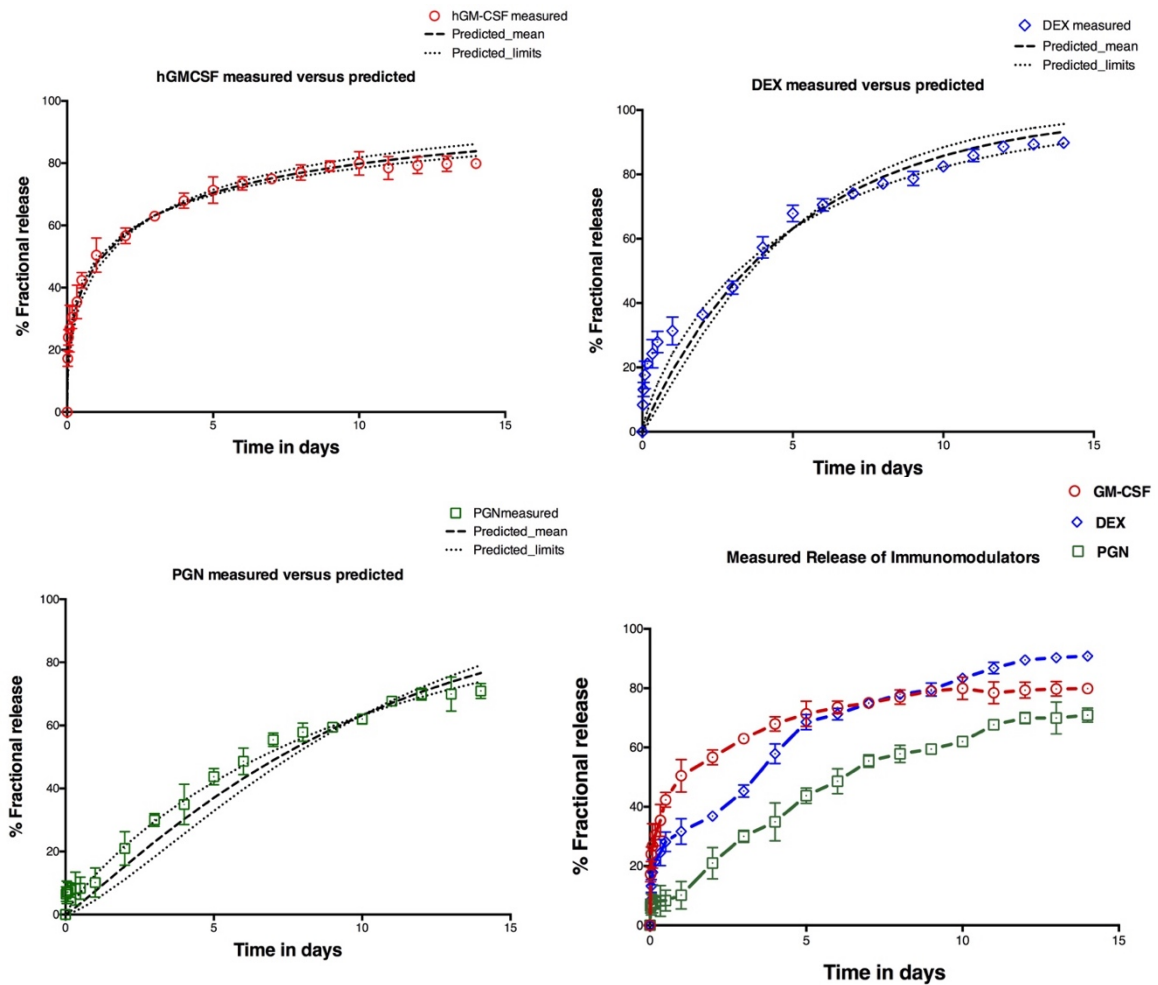 hGM-CSF measured
Predicted_mean
Predicted_limits
hGMCSF measured versus predicted
% Fractional release
100
80
60
40
20
0
0 5 10 15
Time in days
DEX measured
Predicted_mean
Predicted_limits
DEX measured versus predicted
% Fractional release
100
80
60
40
20
0
0 5 10 15
Time in days
PGNmeasured
Predicted_mean
Predicted_limits
PGN measured versus predicted
% Fractional release
100
80
60
40
20
0
0 5 10 15
Time in days
GM-CSF
DEX
PGN
Measured Release of Immunomodulators
% Fractional release
100
80
60
40
20
0
0 5 10 15
Time in days